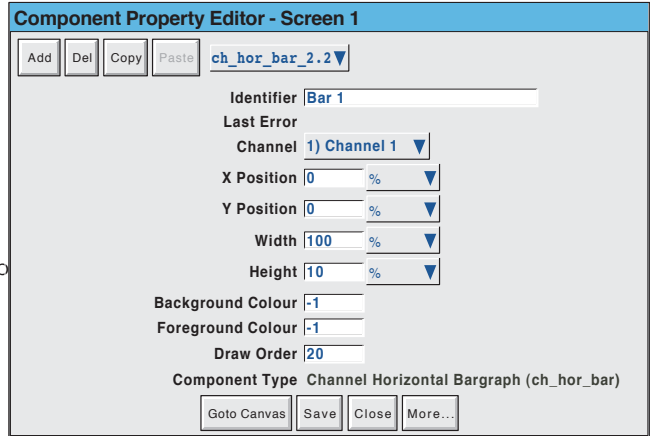 Component Property Editor - Screen 1
Add Del Copy Paste ch_hor_bar_2.2
Identifier Bar 1
Last Error
Channel 1) Channel 1
X Position 0 %
Y Position 0 %
Width 100 %
Height 10 %
Background Colour -1
Foreground Colour -1
Draw Order 20
Component Type Channel Horizontal Bargraph (ch_hor_bar)
Goto Canvas Save Close More...